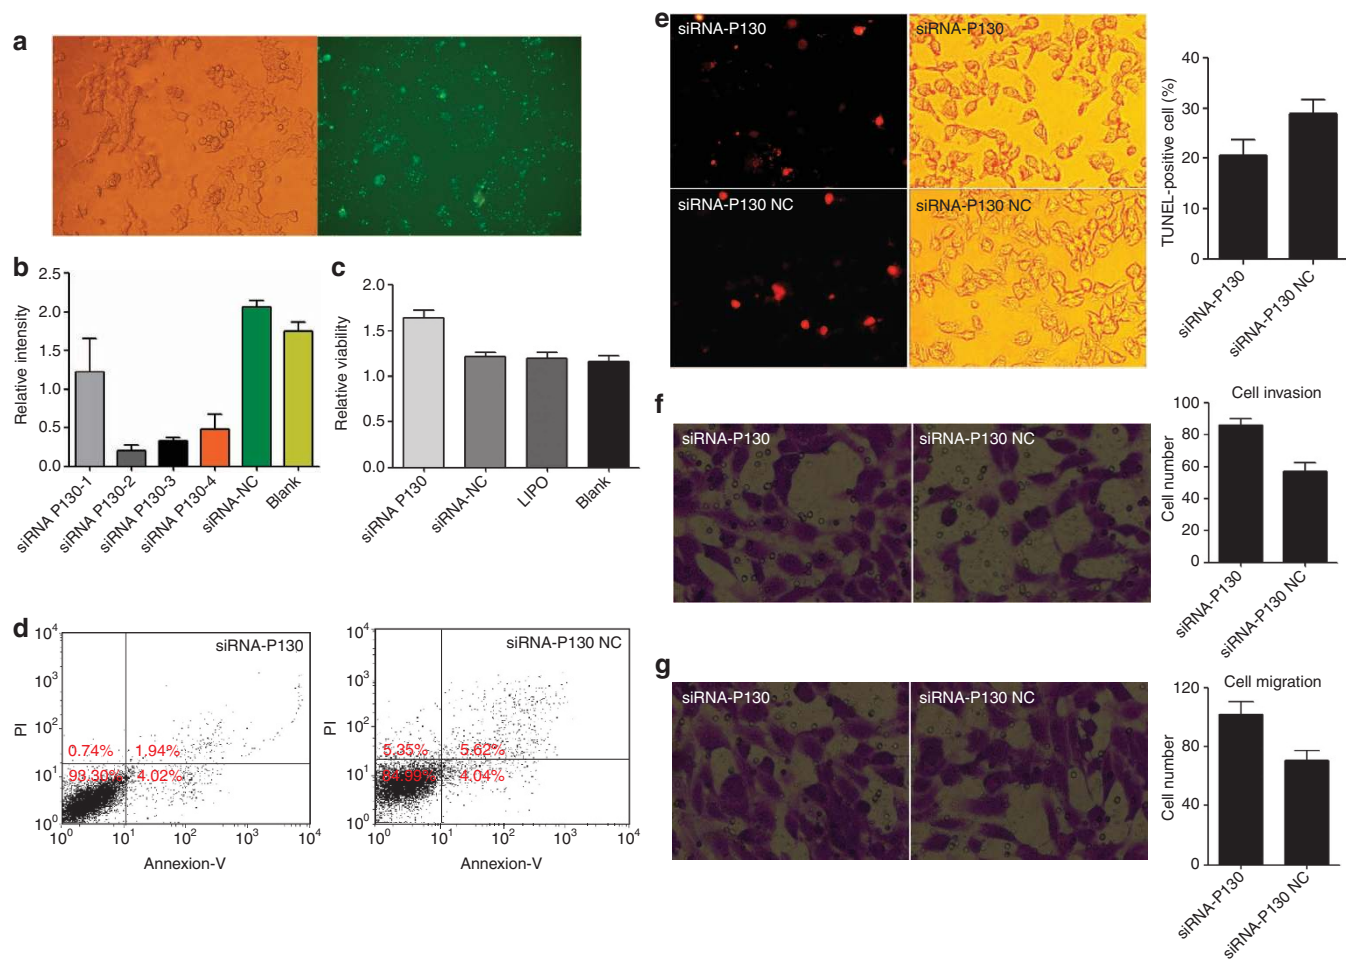 a
b
2.5
2.0
1.5
1.0
0.5
0.0
Relative intensity
siRNA P130-1
siRNA P130-2
siRNA P130-3
siRNA P130-4
siRNA-NC
Blank
c
2.0
1.5
1.0
0.5
0.0
Relative viability
siRNA P130
siRNA-NC
LIPO
Blank
d
siRNA-P130
10⁴
10³
10²
10¹
10⁰
PI
0.74%
1.94%
93.30%
4.02%
10⁰
10¹
10²
10³
10⁴
Annexion-V
siRNA-P130 NC
10⁴
10³
10²
10¹
10⁰
PI
5.35%
5.62%
84.99%
4.04%
10⁰
10¹
10²
10³
10⁴
Annexion-V
e
siRNA-P130
siRNA-P130
siRNA-P130 NC
siRNA-P130 NC
40
30
20
10
0
TUNEL-positive cell (%)
siRNA-P130
siRNA-P130 NC
f
siRNA-P130
siRNA-P130 NC
Cell invasion
100
80
60
40
20
0
Cell number
siRNA-P130
siRNA-P130 NC
g
siRNA-P130
siRNA-P130 NC
Cell migration
120
80
40
0
Cell number
siRNA-P130
siRNA-P130 NC